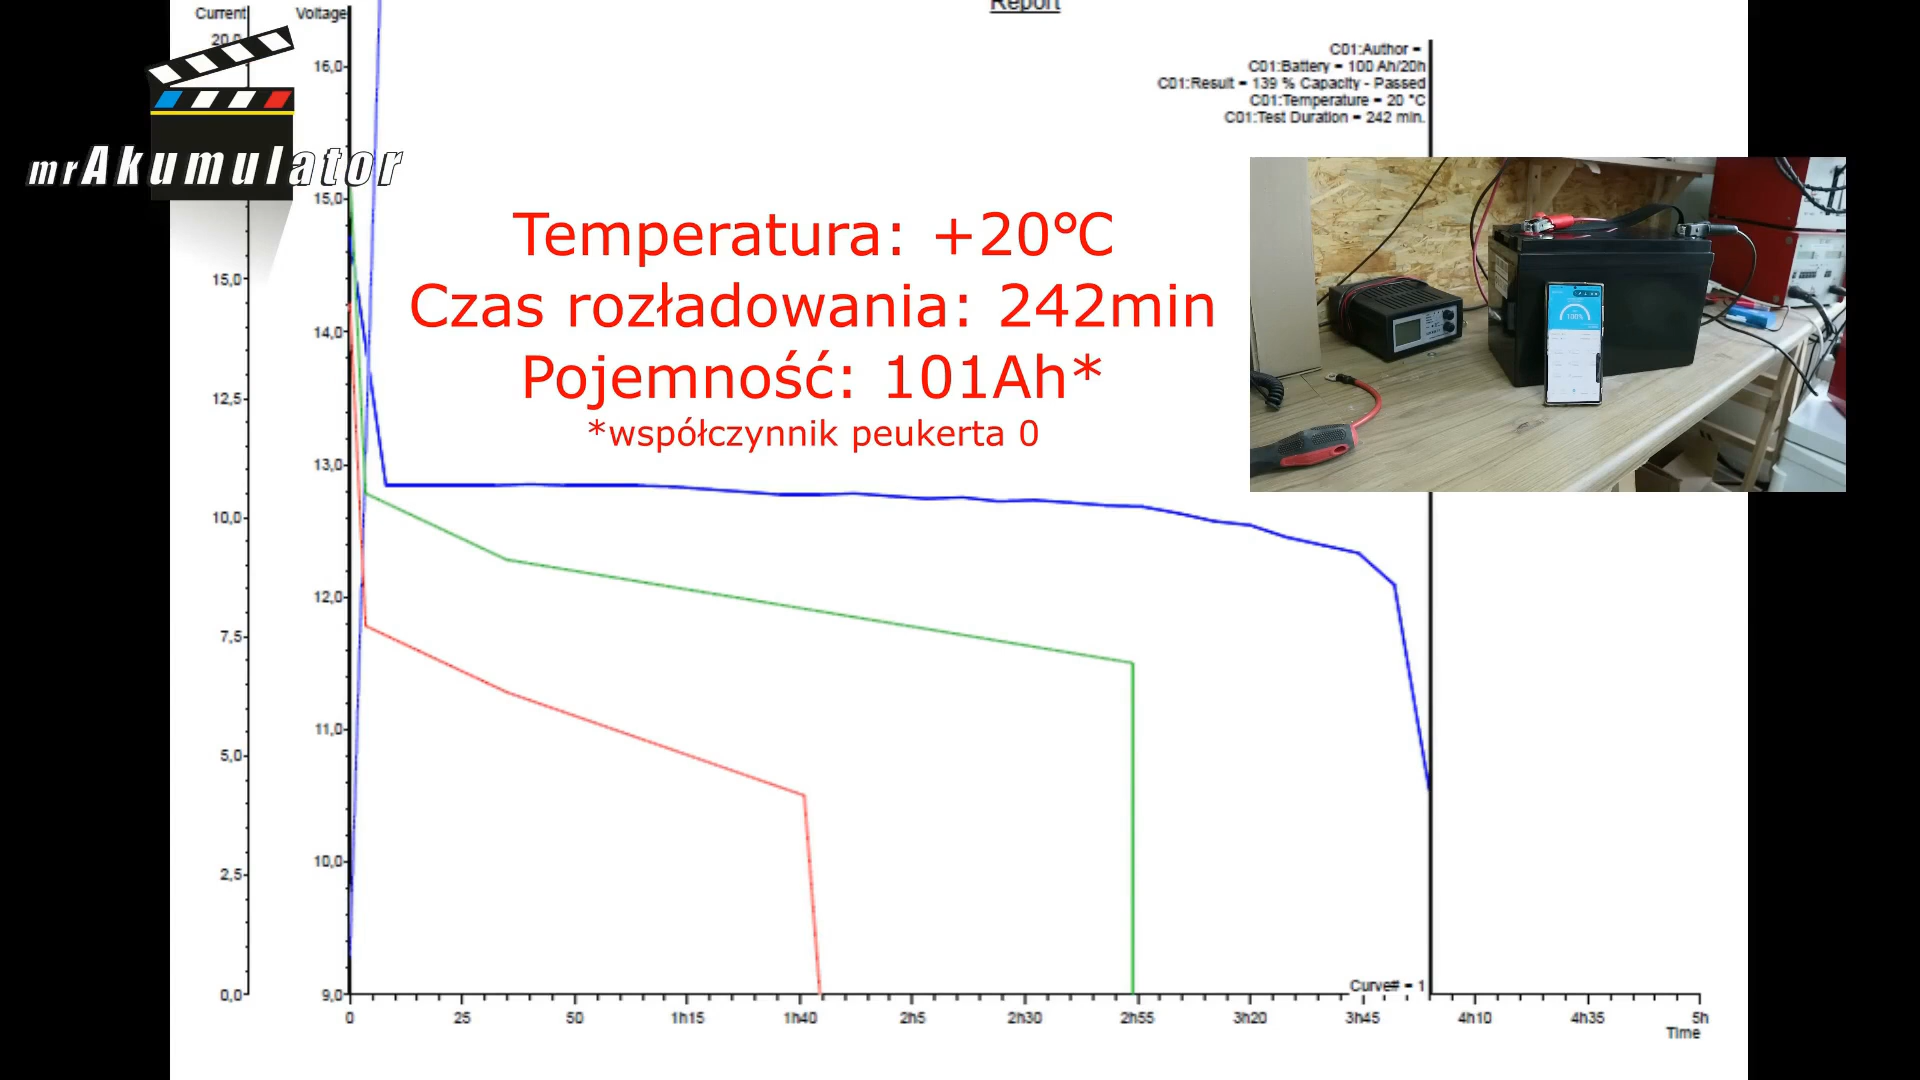 Report
Current
Voltage
20,0
16,0
C01:Author =
C01:Battery = 100 Ah/20h
C01:Result = 139 % Capacity - Passed
C01:Temperature = 20 °C
C01:Test Duration = 242 min.
mrAkumulator
15,0
Temperatura: +20°C
15,0
Czas rozładowania: 242min
100%
14,0
Pojemność: 101Ah*
12,5
*współczynnik peukerta 0
13,0
10,0
12,0
7,5
11,0
5,0
10,0
2,5
Curve# = 1
0,0
9,0
0 25 50 1h15 1h40 2h5 2h30 2h55 3h20 3h45 4h10 4h35 5h
Time